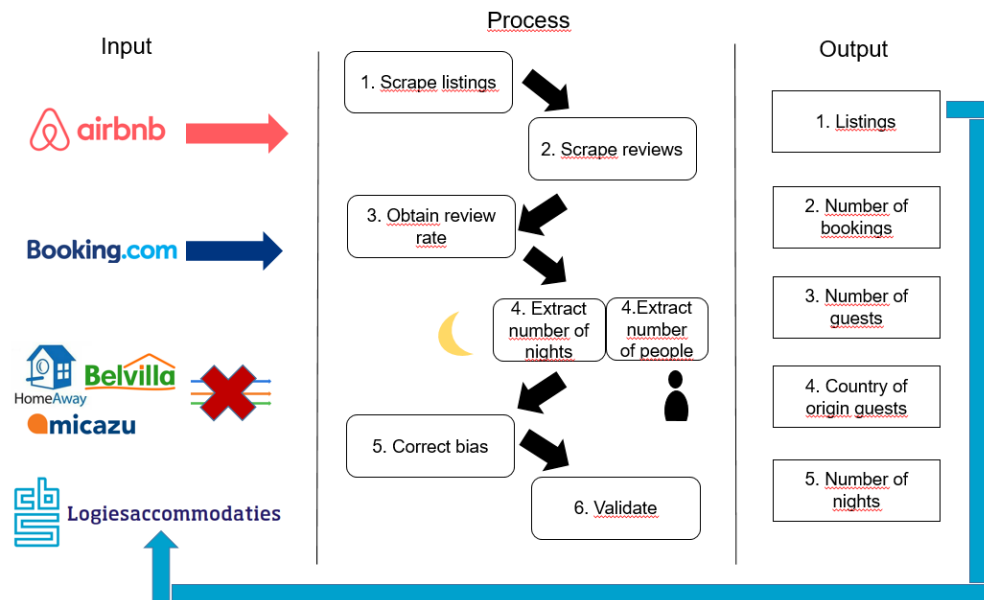 Process
Input
Output
airbnb
Booking.com
HomeAway
Belvilla
micazu
cbs
Logiesaccommodaties
1. Scrape listings
2. Scrape reviews
3. Obtain review
rate
4. Extract
number of
nights
4.Extract
number
of people
5. Correct bias
6. Validate
1. Listings
2. Number of
bookings
3. Number of
guests
4. Country of
origin guests
5. Number of
nights